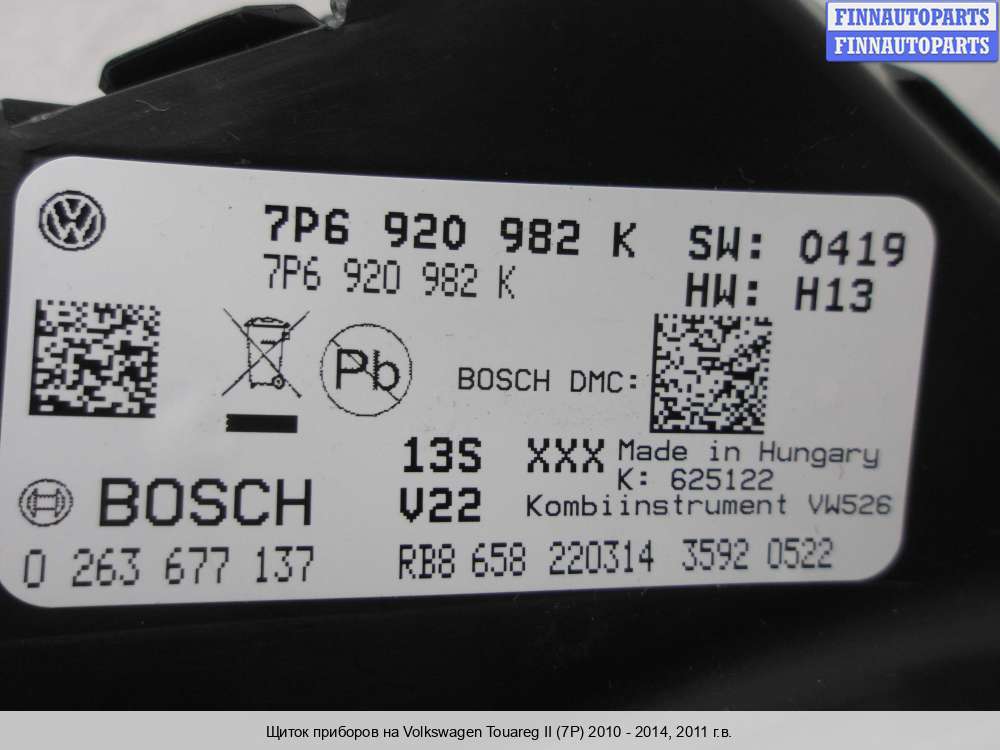 FINNAUTOPARTS
FINNAUTOPARTS
7P6 920 982 K SW: 0419
7P6 920 982 K HW: H13
Pb BOSCH DMC:
13S XXX Made in Hungary
K: 625122
BOSCH V22 Kombiinstrument VW526
0 263 677 137 RB8 658 220314 3592 0522
Щиток приборов на Volkswagen Touareg II (7P) 2010 - 2014, 2011 г.в.